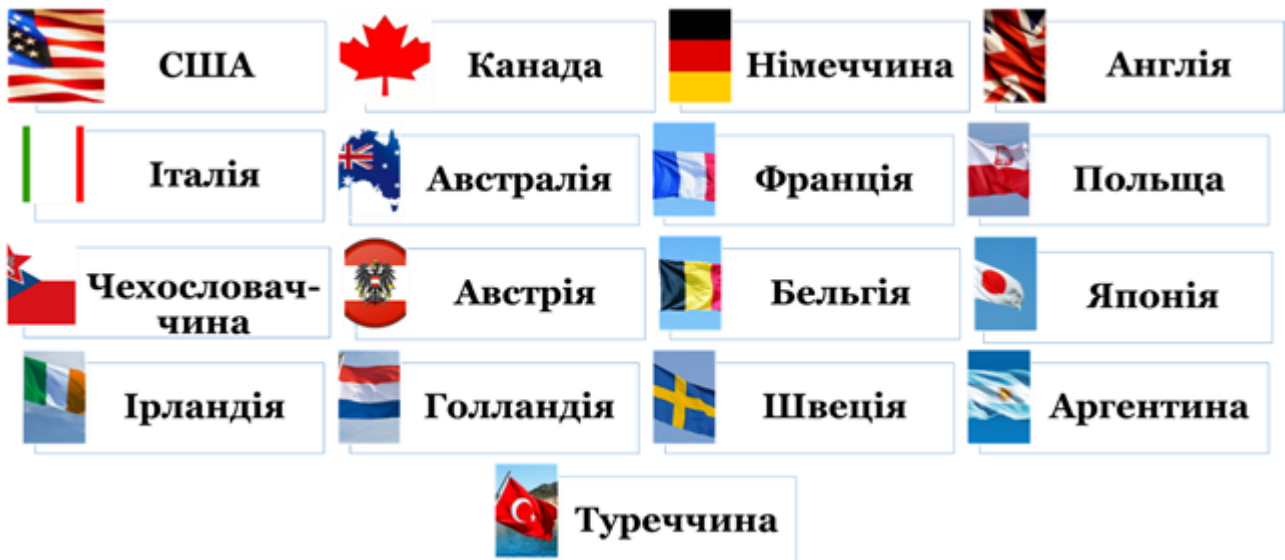 США
Канада
Німеччина
Англія
Італія
Австралія
Франція
Польща
Чехословач-
чина
Австрія
Бельгія
Японія
Ірландія
Голландія
Швеція
Аргентина
Туреччина